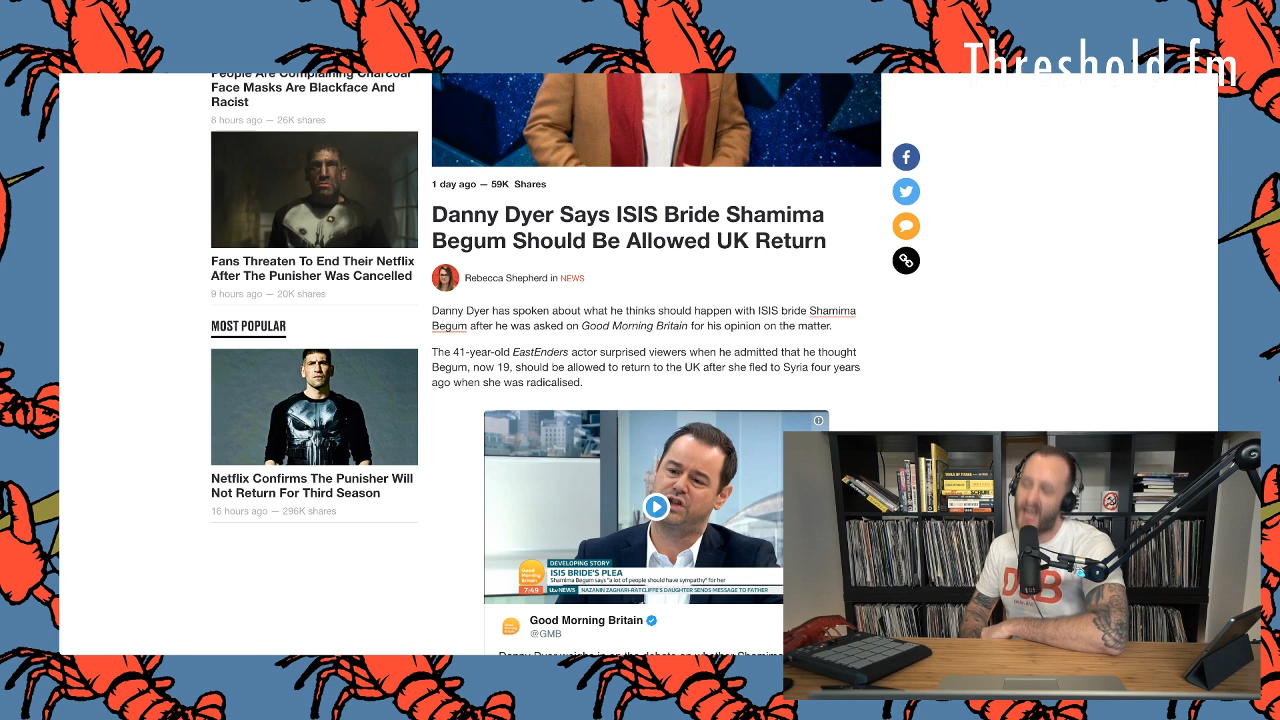 Threshold fm
People Are Complaining Charcoal
Face Masks Are Blackface And
Racist
8 hours ago — 26K shares
Fans Threaten To End Their Netflix
After The Punisher Was Cancelled
9 hours ago — 20K shares
MOST POPULAR
Netflix Confirms The Punisher Will
Not Return For Third Season
16 hours ago — 296K shares
1 day ago — 59K Shares
Danny Dyer Says ISIS Bride Shamima
Begum Should Be Allowed UK Return
Rebecca Shepherd in NEWS
Danny Dyer has spoken about what he thinks should happen with ISIS bride Shamima
Begum after he was asked on Good Morning Britain for his opinion on the matter.
The 41-year-old EastEnders actor surprised viewers when he admitted that he thought
Begum, now 19, should be allowed to return to the UK after she fled to Syria four years
ago when she was radicalised.
DEVELOPING STORY
Good
Morning
Britain
ISIS BRIDE'S PLEA
Shamima Begum says "a lot of people should have sympathy" for her
7:49 itv NEWS NAZANIN ZAGHARI-RATCLIFFE'S DAUGHTER SENDS MESSAGE TO FATHER
Good Morning Britain
@GMB